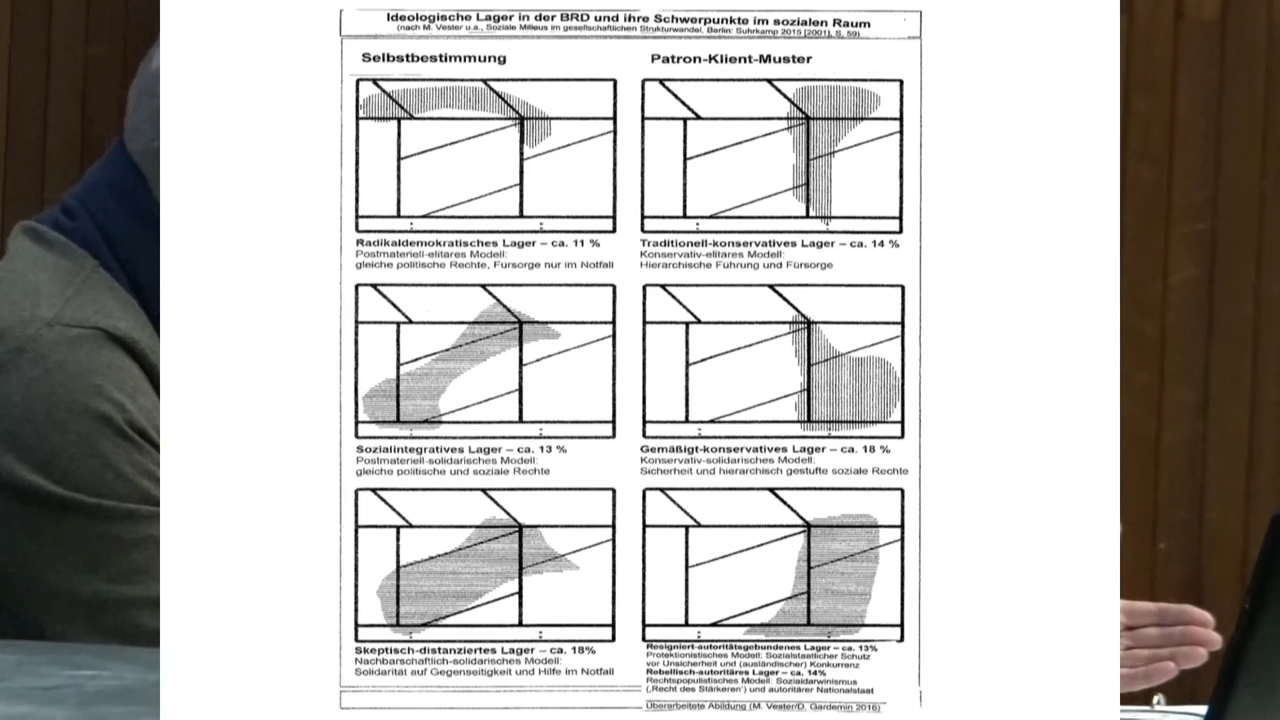 Ideologische Lager in der BRD und ihre Schwerpunkte im sozialen Raum
(nach M. Vester u.a., Soziale Milieus im gesellschaftlichen Strukturwandel, Berlin: Suhrkamp 2015 [2001], S. 59)
Selbstbestimmung
Patron-Klient-Muster
Radikaldemokratisches Lager – ca. 11 %
Postmateriell-elitares Modell:
gleiche politische Rechte, Fürsorge nur im Notfall
Traditionell-konservatives Lager – ca. 14 %
Konservativ-elitares Modell:
Hierarchische Führung und Fürsorge
Sozialintegratives Lager – ca. 13 %
Postmateriell-solidarisches Modell:
gleiche politische und soziale Rechte
Gemäßigt-konservatives Lager – ca. 18 %
Konservativ-solidarisches Modell:
Sicherheit und hierarchisch gestufte soziale Rechte
Skeptisch-distanziertes Lager – ca. 18%
Nachbarschaftlich-solidarisches Modell:
Solidarität auf Gegenseitigkeit und Hilfe im Notfall
Resigniert-autoritätsgebundenes Lager – ca. 13%
Protektionistisches Modell: Sozialstaatlicher Schutz
vor Unsicherheit und (ausländischer) Konkurrenz
Rebellisch-autoritäres Lager – ca. 14%
Rechtspopulistisches Modell: Sozialdarwinismus
(‚Recht des Stärkeren') und autoritärer Nationalstaat
Überarbeitete Abildung (M. Vester/D. Gardemin 2016)